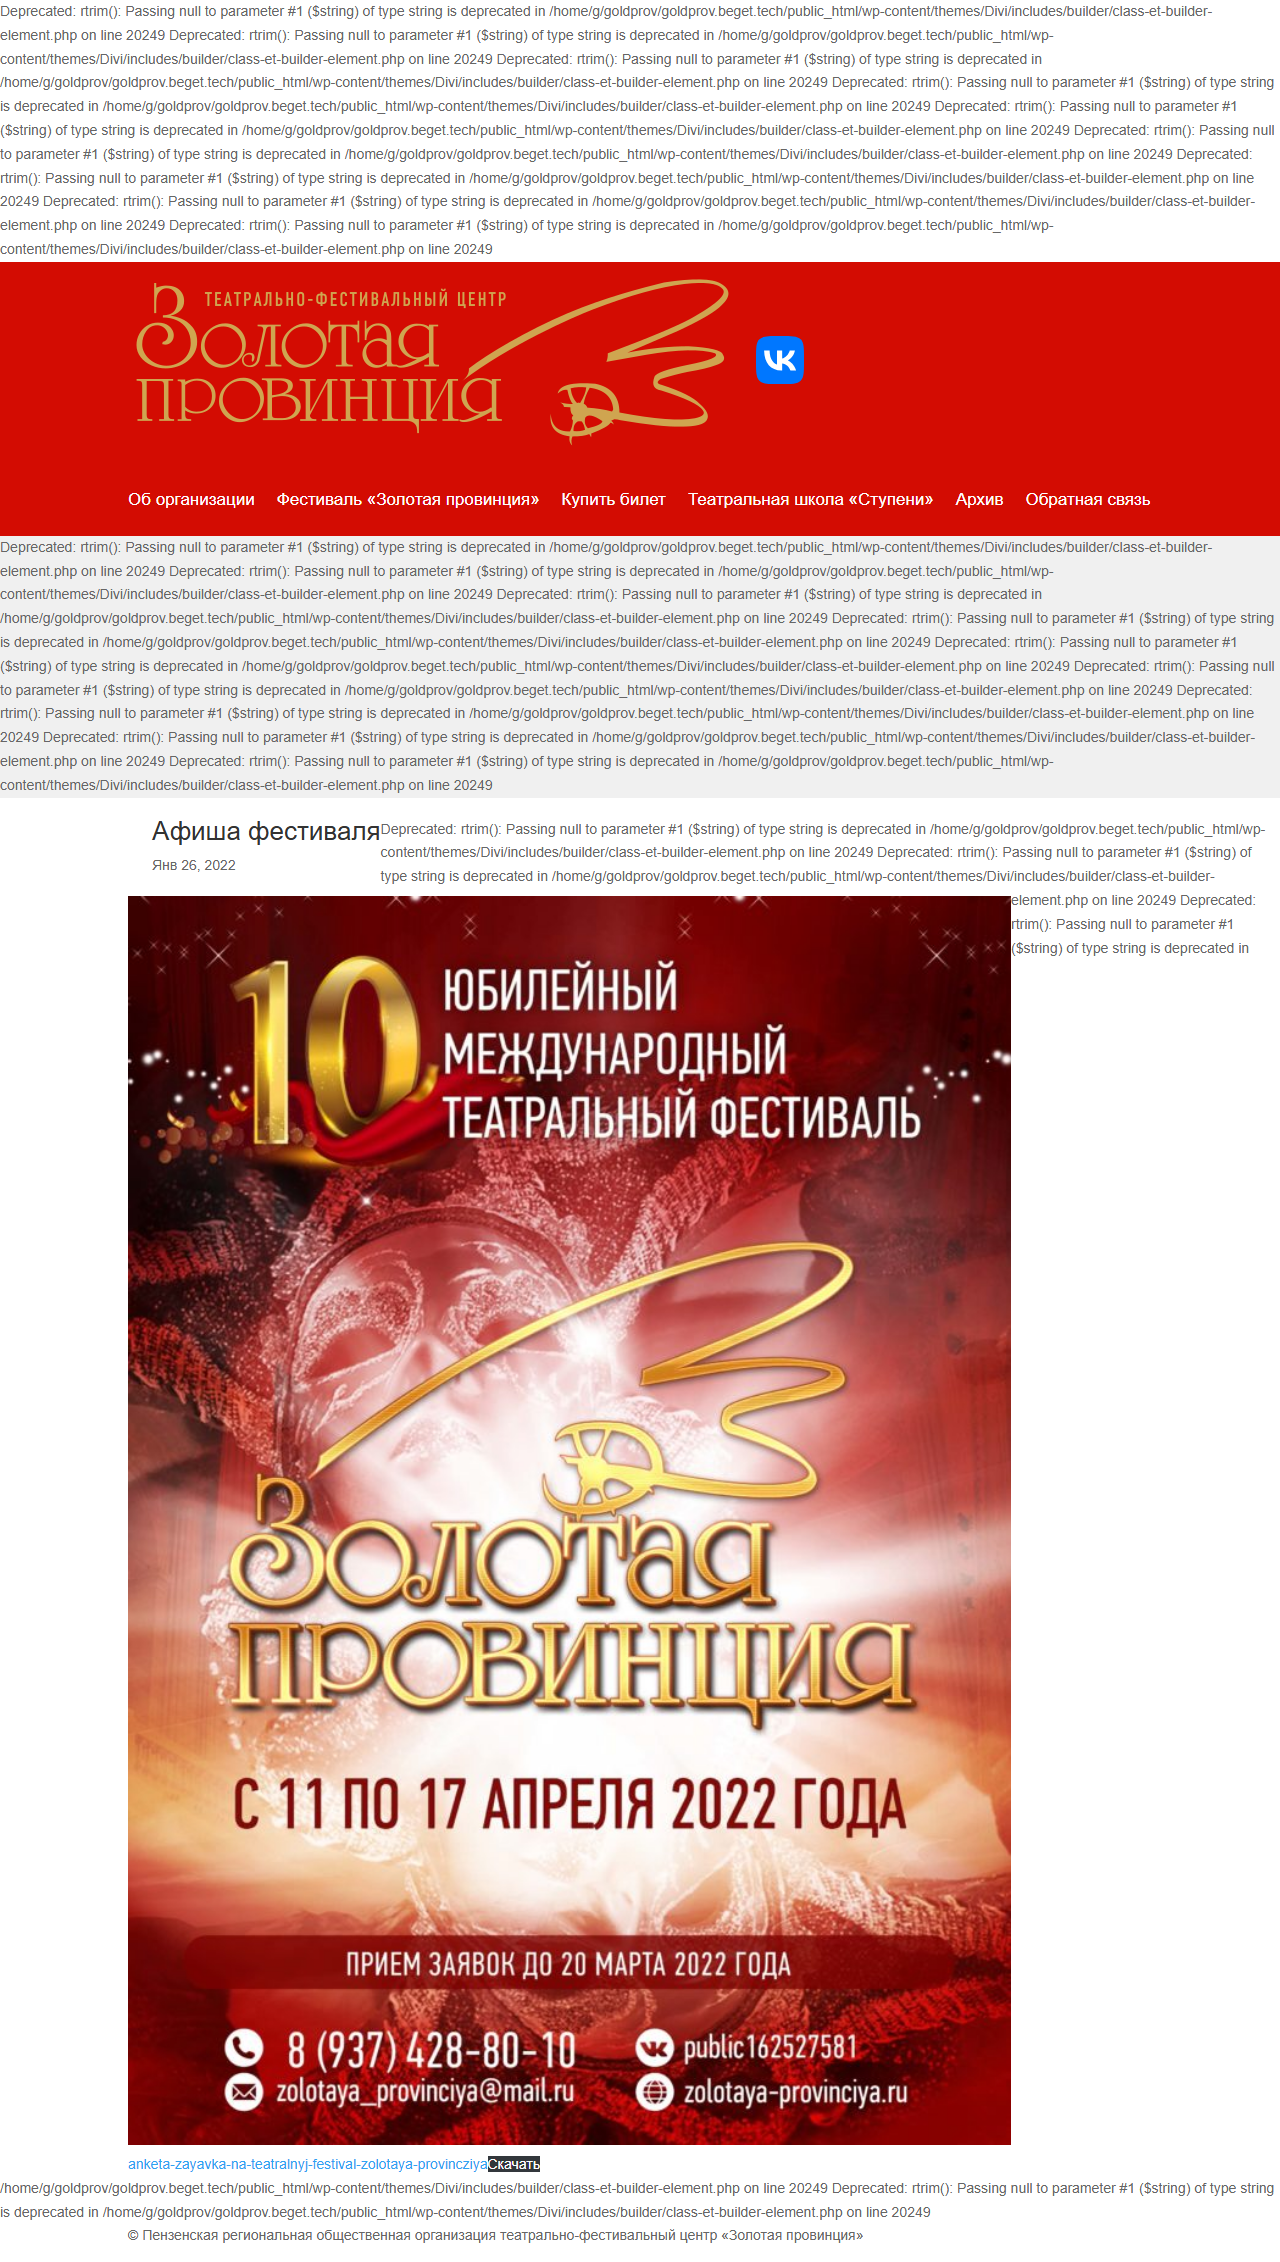 Deprecated: rtrim(): Passing null to parameter #1 ($string) of type string is deprecated in /home/g/goldprov/goldprov.beget.tech/public_html/wp-content/themes/Divi/includes/builder/class-et-builder-
element.php on line 20249 Deprecated: rtrim(): Passing null to parameter #1 ($string) of type string is deprecated in /home/g/goldprov/goldprov.beget.tech/public_html/wp-
content/themes/Divi/includes/builder/class-et-builder-element.php on line 20249 Deprecated: rtrim(): Passing null to parameter #1 ($string) of type string is deprecated in
/home/g/goldprov/goldprov.beget.tech/public_html/wp-content/themes/Divi/includes/builder/class-et-builder-element.php on line 20249 Deprecated: rtrim(): Passing null to parameter #1 ($string) of type string
is deprecated in /home/g/goldprov/goldprov.beget.tech/public_html/wp-content/themes/Divi/includes/builder/class-et-builder-element.php on line 20249 Deprecated: rtrim(): Passing null to parameter #1
($string) of type string is deprecated in /home/g/goldprov/goldprov.beget.tech/public_html/wp-content/themes/Divi/includes/builder/class-et-builder-element.php on line 20249 Deprecated: rtrim(): Passing null
to parameter #1 ($string) of type string is deprecated in /home/g/goldprov/goldprov.beget.tech/public_html/wp-content/themes/Divi/includes/builder/class-et-builder-element.php on line 20249 Deprecated:
rtrim(): Passing null to parameter #1 ($string) of type string is deprecated in /home/g/goldprov/goldprov.beget.tech/public_html/wp-content/themes/Divi/includes/builder/class-et-builder-element.php on line
20249 Deprecated: rtrim(): Passing null to parameter #1 ($string) of type string is deprecated in /home/g/goldprov/goldprov.beget.tech/public_html/wp-content/themes/Divi/includes/builder/class-et-builder-
element.php on line 20249 Deprecated: rtrim(): Passing null to parameter #1 ($string) of type string is deprecated in /home/g/goldprov/goldprov.beget.tech/public_html/wp-
content/themes/Divi/includes/builder/class-et-builder-element.php on line 20249
ТЕАТРАЛЬНО-ФЕСТИВАЛЬНЫЙ ЦЕНТР
Золотая
провинция
Об организации Фестиваль «Золотая провинция» Купить билет Театральная школа «Ступени» Архив Обратная связь
Deprecated: rtrim(): Passing null to parameter #1 ($string) of type string is deprecated in /home/g/goldprov/goldprov.beget.tech/public_html/wp-content/themes/Divi/includes/builder/class-et-builder-
element.php on line 20249 Deprecated: rtrim(): Passing null to parameter #1 ($string) of type string is deprecated in /home/g/goldprov/goldprov.beget.tech/public_html/wp-
content/themes/Divi/includes/builder/class-et-builder-element.php on line 20249 Deprecated: rtrim(): Passing null to parameter #1 ($string) of type string is deprecated in
/home/g/goldprov/goldprov.beget.tech/public_html/wp-content/themes/Divi/includes/builder/class-et-builder-element.php on line 20249 Deprecated: rtrim(): Passing null to parameter #1 ($string) of type string
is deprecated in /home/g/goldprov/goldprov.beget.tech/public_html/wp-content/themes/Divi/includes/builder/class-et-builder-element.php on line 20249 Deprecated: rtrim(): Passing null to parameter #1
($string) of type string is deprecated in /home/g/goldprov/goldprov.beget.tech/public_html/wp-content/themes/Divi/includes/builder/class-et-builder-element.php on line 20249 Deprecated: rtrim(): Passing null
to parameter #1 ($string) of type string is deprecated in /home/g/goldprov/goldprov.beget.tech/public_html/wp-content/themes/Divi/includes/builder/class-et-builder-element.php on line 20249 Deprecated:
rtrim(): Passing null to parameter #1 ($string) of type string is deprecated in /home/g/goldprov/goldprov.beget.tech/public_html/wp-content/themes/Divi/includes/builder/class-et-builder-element.php on line
20249 Deprecated: rtrim(): Passing null to parameter #1 ($string) of type string is deprecated in /home/g/goldprov/goldprov.beget.tech/public_html/wp-content/themes/Divi/includes/builder/class-et-builder-
element.php on line 20249 Deprecated: rtrim(): Passing null to parameter #1 ($string) of type string is deprecated in /home/g/goldprov/goldprov.beget.tech/public_html/wp-
content/themes/Divi/includes/builder/class-et-builder-element.php on line 20249
Афиша фестиваля
Янв 26, 2022
Deprecated: rtrim(): Passing null to parameter #1 ($string) of type string is deprecated in /home/g/goldprov/goldprov.beget.tech/public_html/wp-
content/themes/Divi/includes/builder/class-et-builder-element.php on line 20249 Deprecated: rtrim(): Passing null to parameter #1 ($string) of
type string is deprecated in /home/g/goldprov/goldprov.beget.tech/public_html/wp-content/themes/Divi/includes/builder/class-et-builder-
element.php on line 20249 Deprecated:
rtrim(): Passing null to parameter #1
($string) of type string is deprecated in
10
ЮБИЛЕЙНЫЙ
МЕЖДУНАРОДНЫЙ
ТЕАТРАЛЬНЫЙ ФЕСТИВАЛЬ
Золотая
провинция
С 11 ПО 17 АПРЕЛЯ 2022 ГОДА
ПРИЕМ ЗАЯВОК ДО 20 МАРТА 2022 ГОДА
8 (937) 428-80-10
public162527581
zolotaya_provinciya@mail.ru
zolotaya-provinciya.ru
anketa-zayavka-na-teatralnyj-festival-zolotaya-provincziyaСкачать
/home/g/goldprov/goldprov.beget.tech/public_html/wp-content/themes/Divi/includes/builder/class-et-builder-element.php on line 20249 Deprecated: rtrim(): Passing null to parameter #1 ($string) of type string
is deprecated in /home/g/goldprov/goldprov.beget.tech/public_html/wp-content/themes/Divi/includes/builder/class-et-builder-element.php on line 20249
© Пензенская региональная общественная организация театрально-фестивальный центр «Золотая провинция»